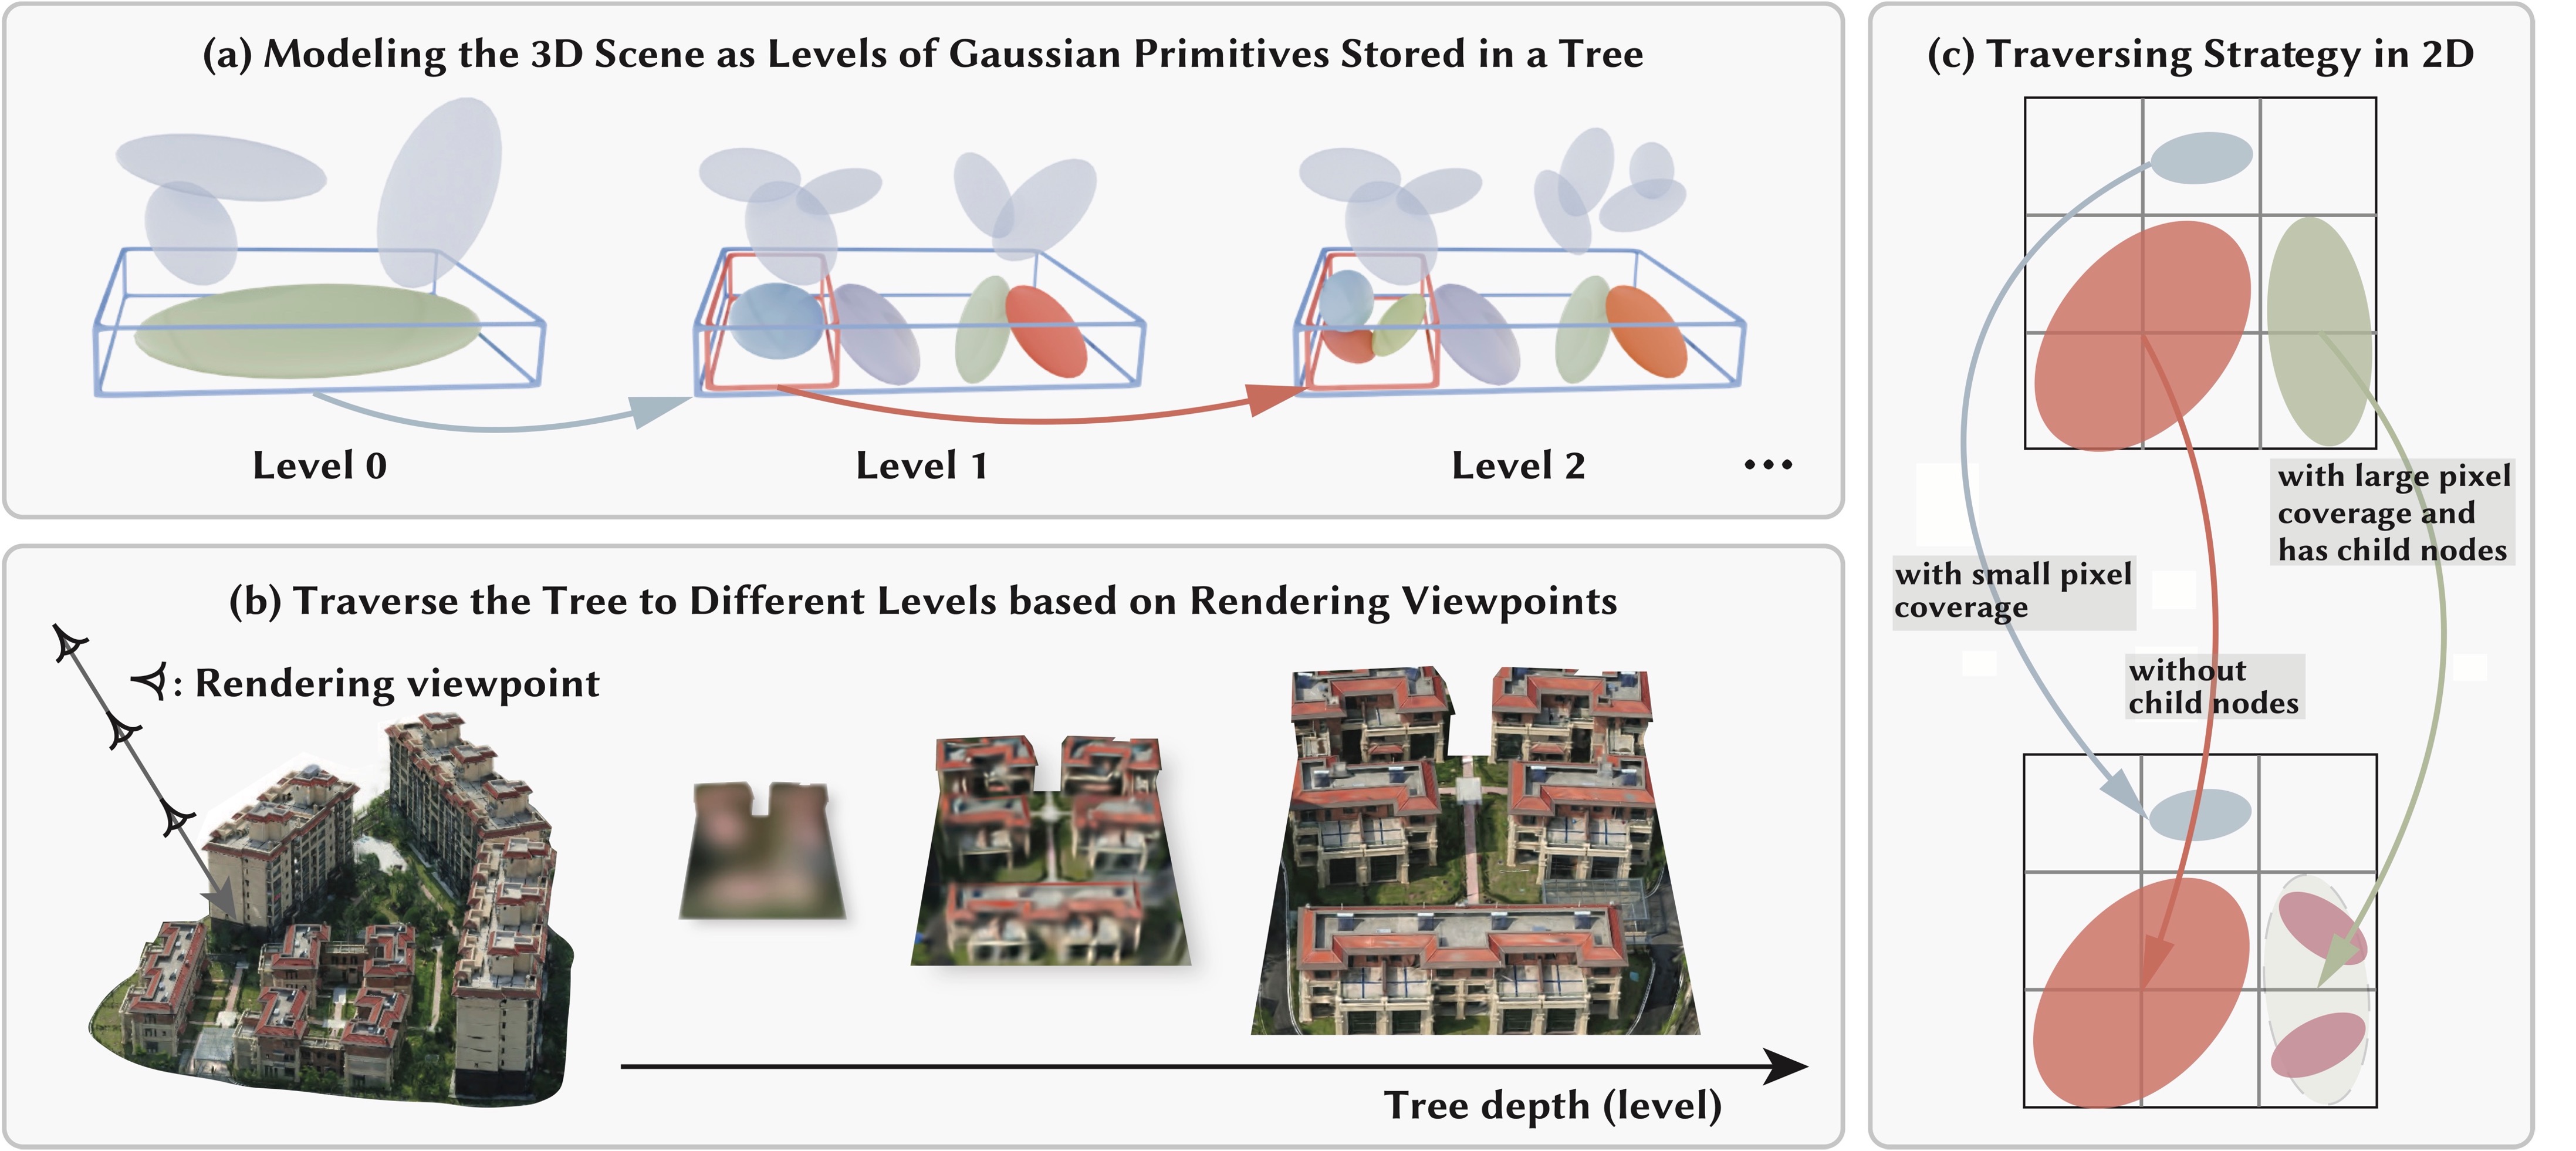 (a) Modeling the 3D Scene as Levels of Gaussian Primitives Stored in a Tree
Level 0
Level 1
Level 2
...
(b) Traverse the Tree to Different Levels based on Rendering Viewpoints
: Rendering viewpoint
Tree depth (level)
(c) Traversing Strategy in 2D
with large pixel
coverage and
has child nodes
with small pixel
coverage
without
child nodes